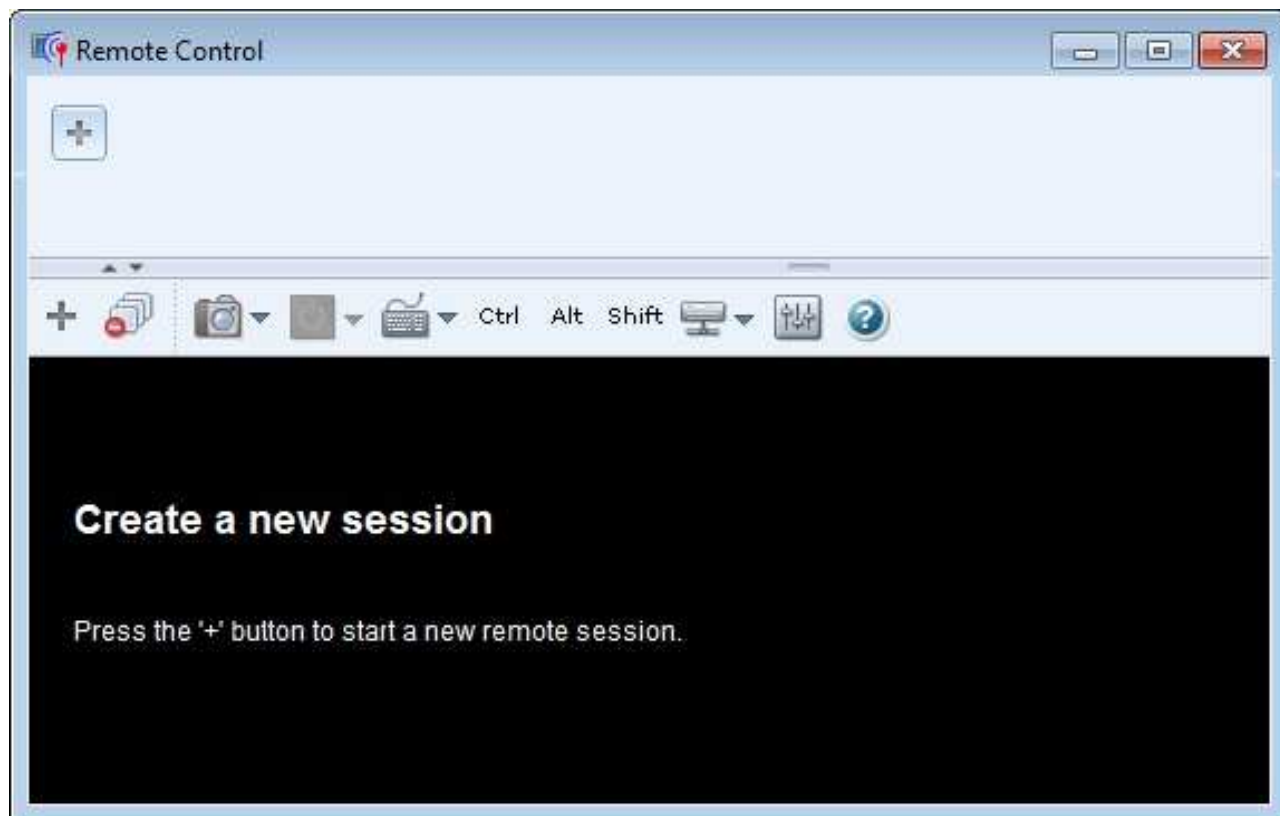 Remote Control
Ctrl Alt Shift
Create a new session
Press the '+' button to start a new remote session.